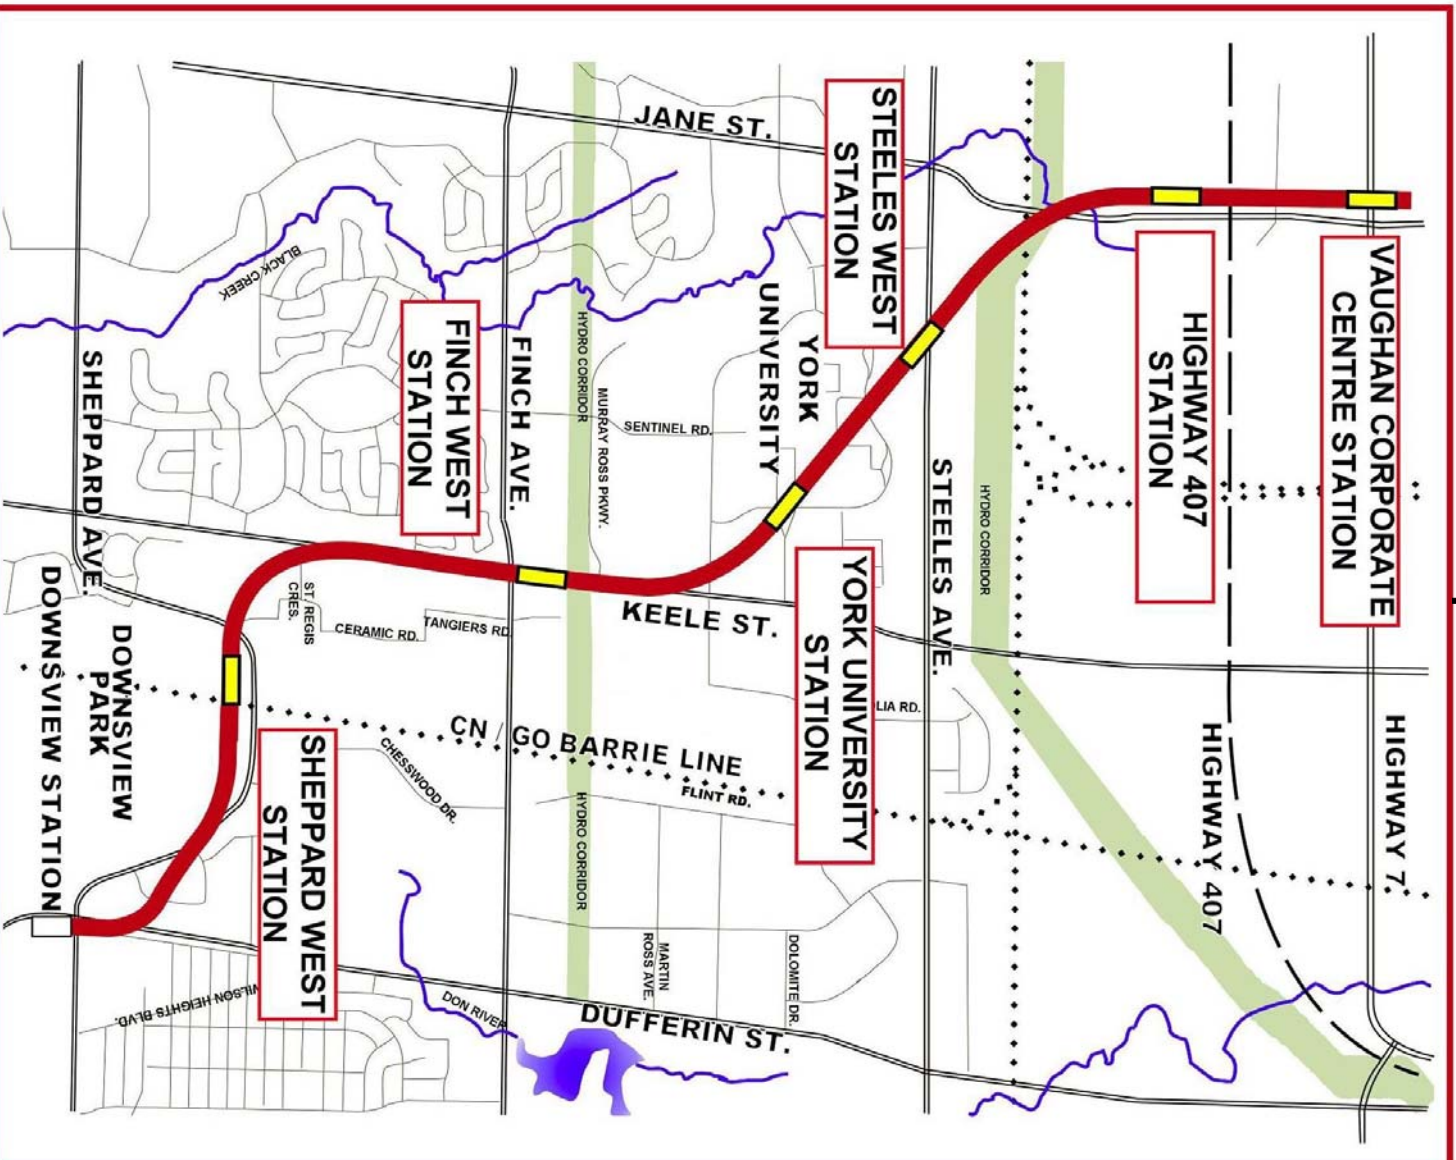 JANE ST.
STEELES WEST
STATION
VAUGHAN CORPORATE
CENTRE STATION
HIGHWAY 407
STATION
YORK
UNIVERSITY
BLACK CREEK
FINCH WEST
STATION
FINCH AVE.
HYDRO CORRIDOR
MURRAY ROSS PKWY.
SENTINEL RD.
SHEPPARD AVE.
STEELES AVE.
HYDRO CORRIDOR
YORK UNIVERSITY
STATION
KEELE ST.
ST. REGIS
CRES.
CERAMIC RD.
TANGIERS RD.
DOWNSVIEW
PARK
DOWNSVIEW STATION
SHEPPARD WEST
STATION
CN / GO BARRIE LINE
CHESSWOOD DR.
FLINT RD.
LIA RD.
HIGHWAY 407
HIGHWAY 7
HYDRO CORRIDOR
MARTIN
ROSS AVE.
DOLOMITE DR.
WILSON HEIGHTS BLVD.
DON RIVER
DUFFERIN ST.